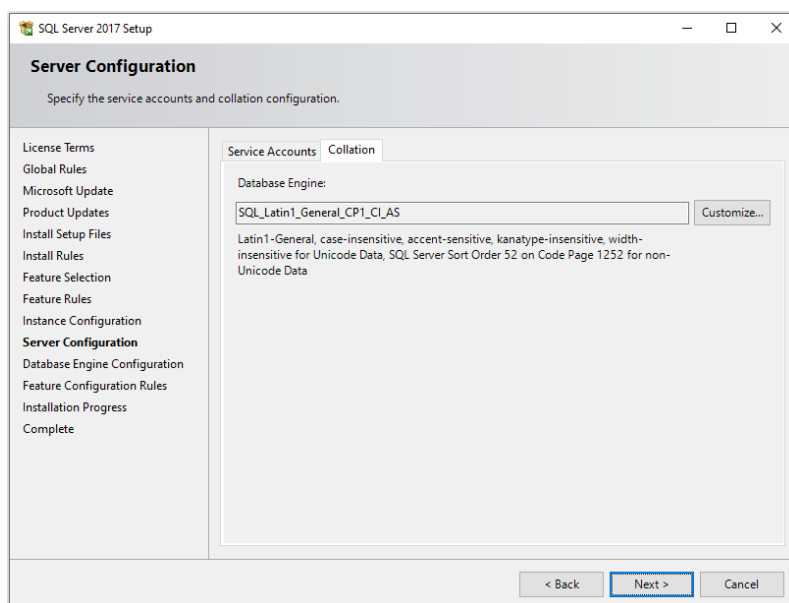 SQL Server 2017 Setup
Server Configuration
Specify the service accounts and collation configuration.
License Terms
Global Rules
Microsoft Update
Product Updates
Install Setup Files
Install Rules
Feature Selection
Feature Rules
Instance Configuration
Server Configuration
Database Engine Configuration
Feature Configuration Rules
Installation Progress
Complete
Service Accounts
Collation
Database Engine:
SQL_Latin1_General_CP1_CI_AS
Customize...
Latin1-General, case-insensitive, accent-sensitive, kanatype-insensitive, width-
insensitive for Unicode Data, SQL Server Sort Order 52 on Code Page 1252 for non-
Unicode Data
< Back
Next >
Cancel